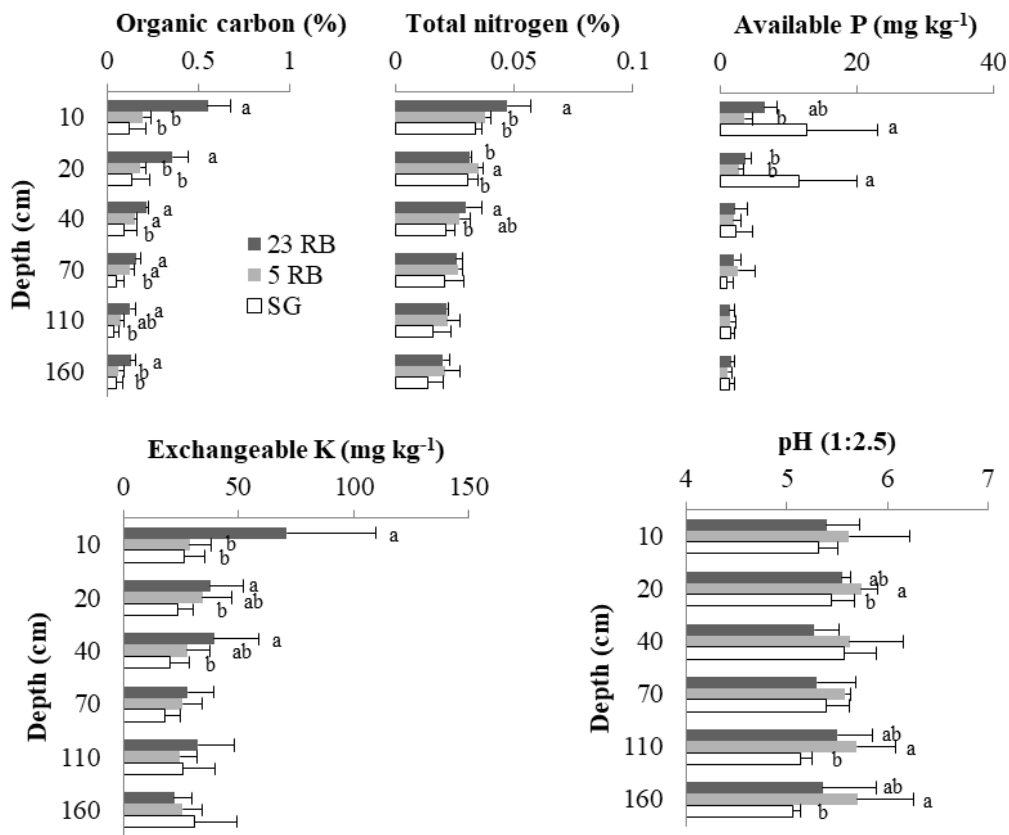 Organic carbon (%)
0 0.5 1
Total nitrogen (%)
0 0.05 0.1
Available P (mg kg⁻¹)
0 20 40
Depth (cm)
10
20
40
70
110
160
a
b
b
a
b
b
a
a
b
a
a
b
a
ab
b
a
b
b
23 RB
5 RB
SG
a
b
b
b
a
b
a
ab
b
ab
b
a
b
b
a
Exchangeable K (mg kg⁻¹)
0 50 100 150
Depth (cm)
10
20
40
70
110
160
a
b
b
a
ab
b
a
ab
b
pH (1:2.5)
4 5 6 7
Depth (cm)
10
20
40
70
110
160
ab
a
b
ab
a
b
ab
a
b